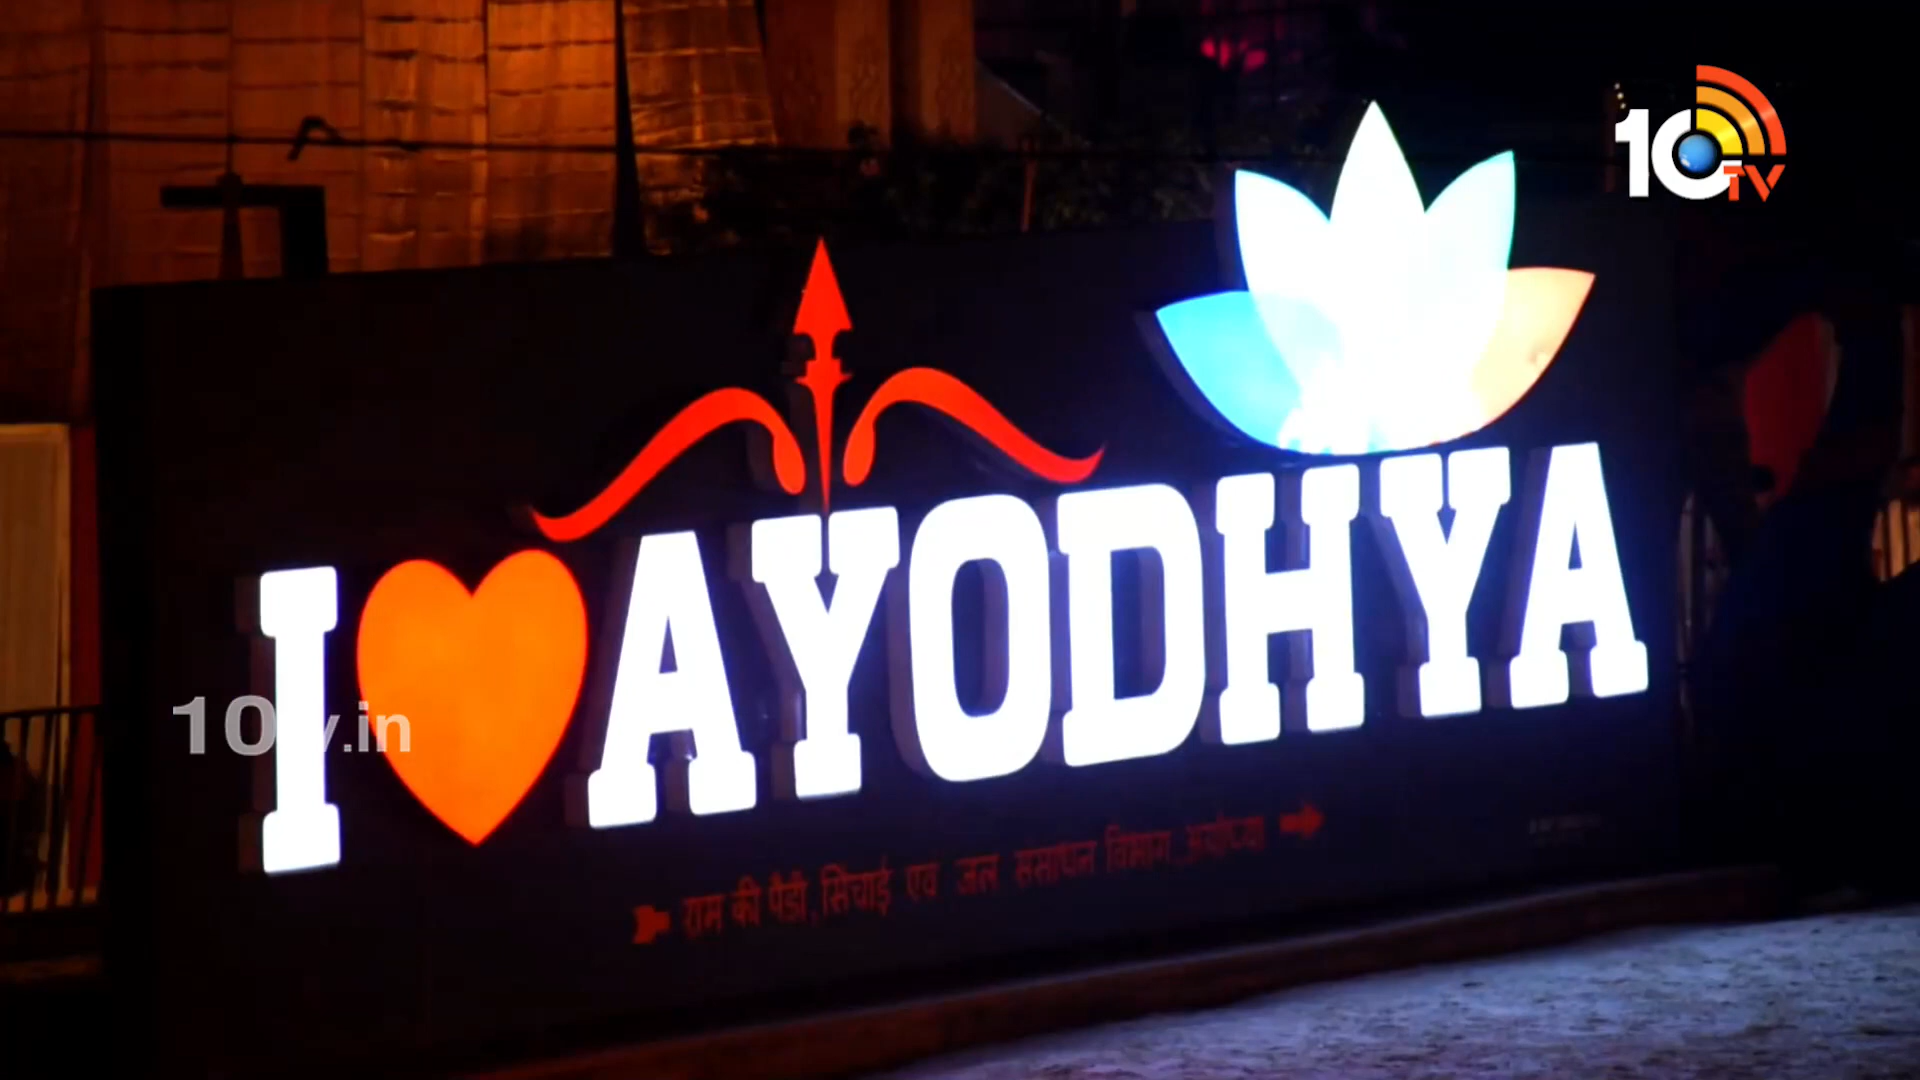 10TV
I AYODHYA
10tv.in
राम की पैड़ी, सिंचाई एवं जल संसाधन विभाग, अयोध्या